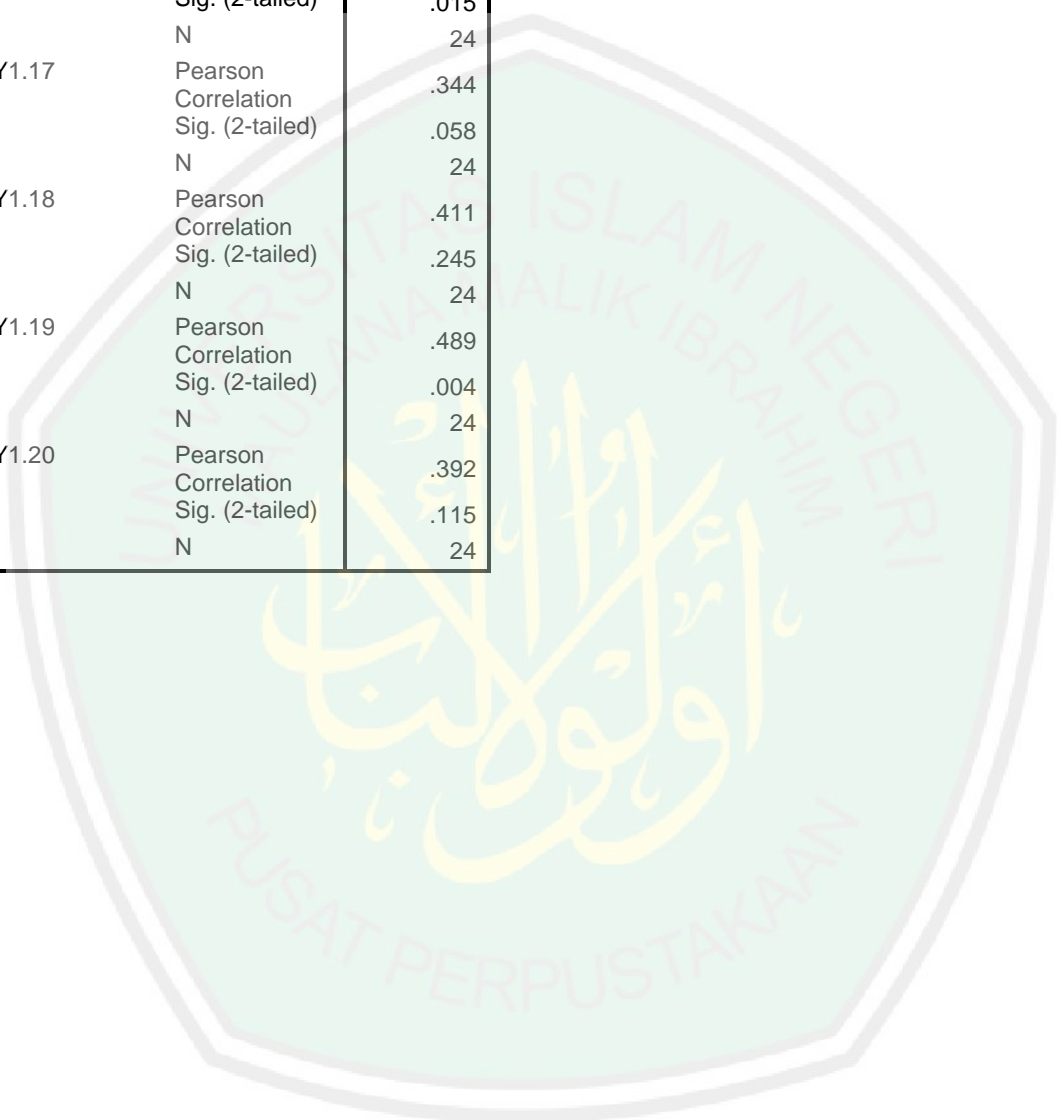 Sig. (2-tailed) .015
N 24
Y1.17 Pearson Correlation .344
Sig. (2-tailed) .058
N 24
Y1.18 Pearson Correlation .411
Sig. (2-tailed) .245
N 24
Y1.19 Pearson Correlation .489
Sig. (2-tailed) .004
N 24
Y1.20 Pearson Correlation .392
Sig. (2-tailed) .115
N 24
UNIVERSITAS ISLAM NEGERI
MAULANA MALIK IBRAHIM
أولوا الألباب
PUSAT PERPUSTAKAAN